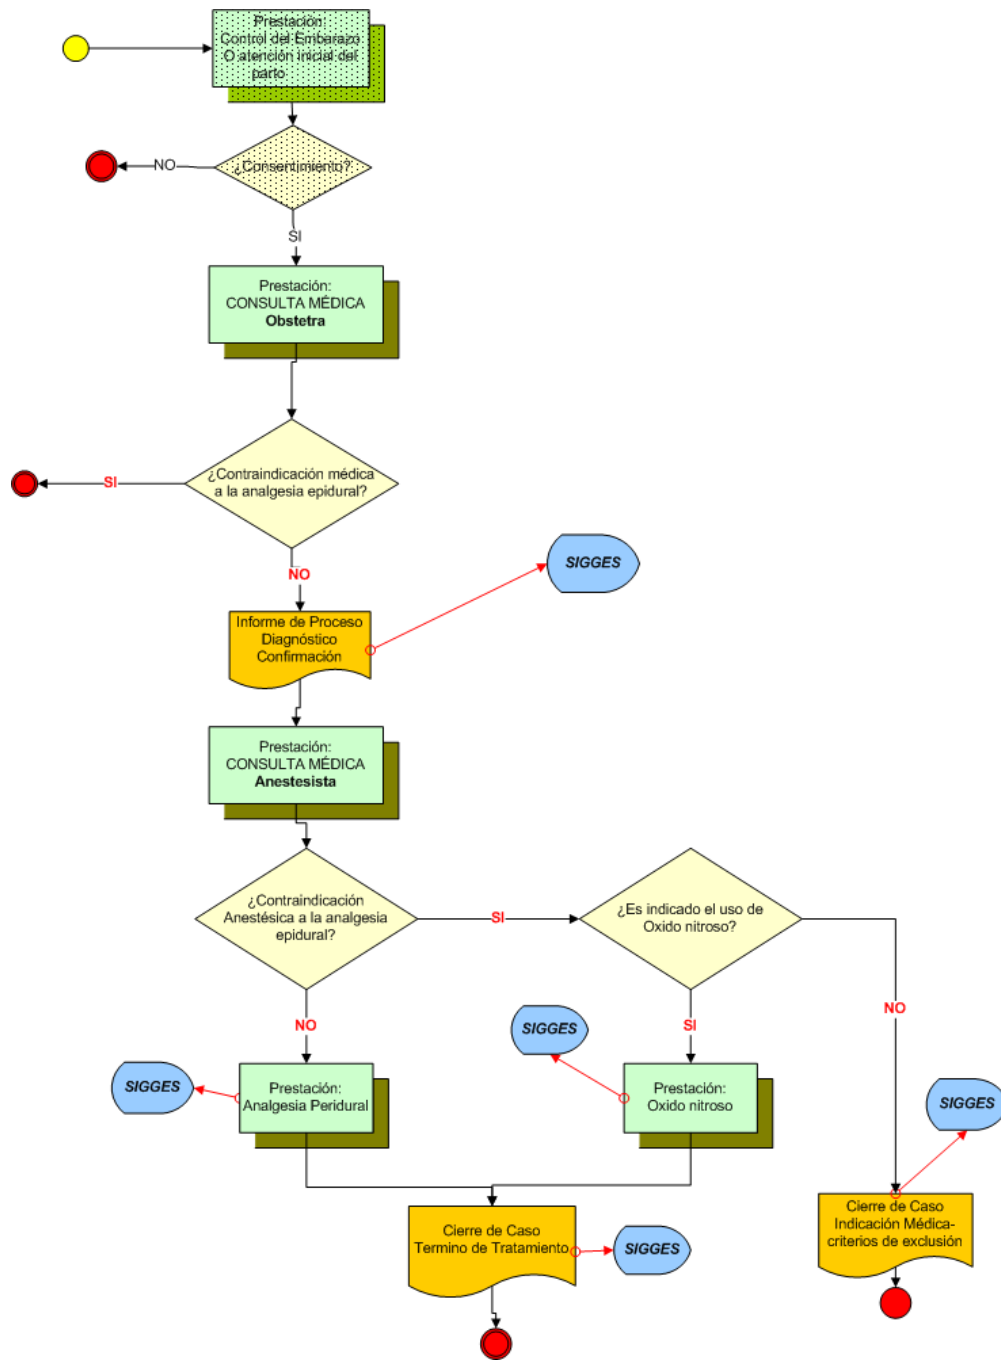 Prestación:
Control del Embarazo
O atención inicial del
parto
¿Consentimiento?
NO
SI
Prestación:
CONSULTA MÉDICA
Obstetra
¿Contraindicación médica
a la analgesia epidural?
SI
NO
SIGGES
Informe de Proceso
Diagnóstico
Confirmación
Prestación:
CONSULTA MÉDICA
Anestesista
¿Contraindicación
Anestésica a la analgesia
epidural?
SI
¿Es indicado el uso de
Oxido nitroso?
NO
SI
NO
SIGGES
SIGGES
Prestación:
Analgesia Peridural
Prestación:
Oxido nitroso
SIGGES
Cierre de Caso
Termino de Tratamiento
SIGGES
Cierre de Caso
Indicación Médica-
criterios de exclusión